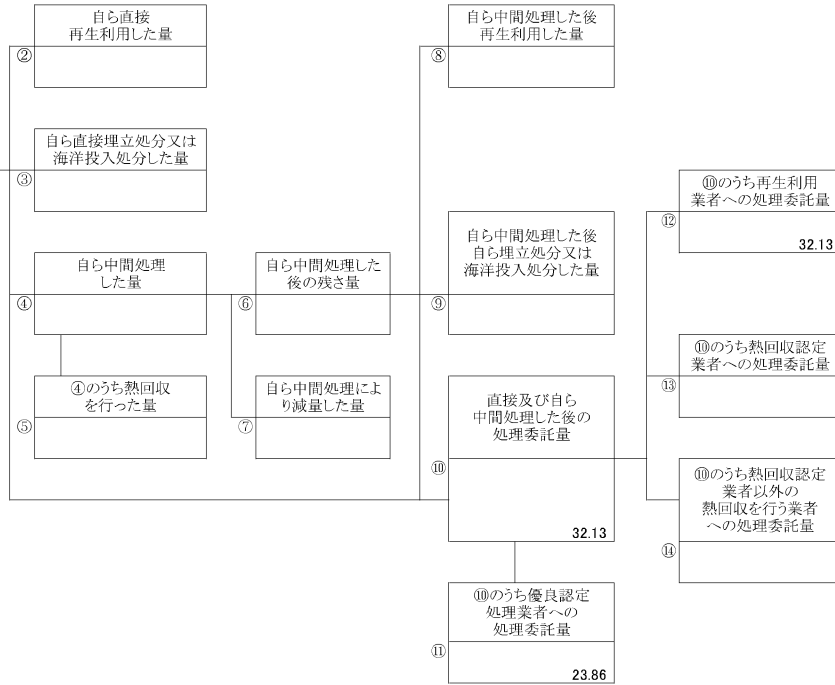 自ら直接
再生利用した量
②
自ら直接埋立処分又は
海洋投入処分した量
③
自ら中間処理
した量
④
④のうち熱回収
を行った量
⑤
自ら中間処理した
後の残さ量
⑥
自ら中間処理によ
り減量した量
⑦
自ら中間処理した後
再生利用した量
⑧
自ら中間処理した後
自ら埋立処分又は
海洋投入処分した量
⑨
直接及び自ら
中間処理した後の
処理委託量
⑩
32.13
⑩のうち優良認定
処理業者への
処理委託量
⑪
23.86
⑩のうち再生利用
業者への処理委託量
⑫
32.13
⑩のうち熱回収認定
業者への処理委託量
⑬
⑩のうち熱回収認定
業者以外の
熱回収を行う業者
への処理委託量
⑭